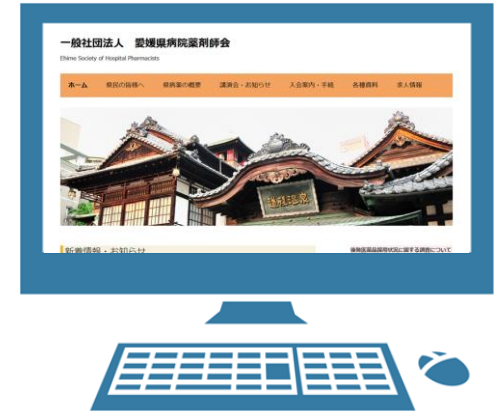 一般社団法人　愛媛県病院薬剤師会
Ehime Society of Hospital Pharmacists
ホーム　県民の皆様へ　県病薬の概要　講演会・お知らせ　入会案内・手続　各種資料　求人情報
道後温泉
新着情報・お知らせ
後発医薬品採用状況に関する調査について